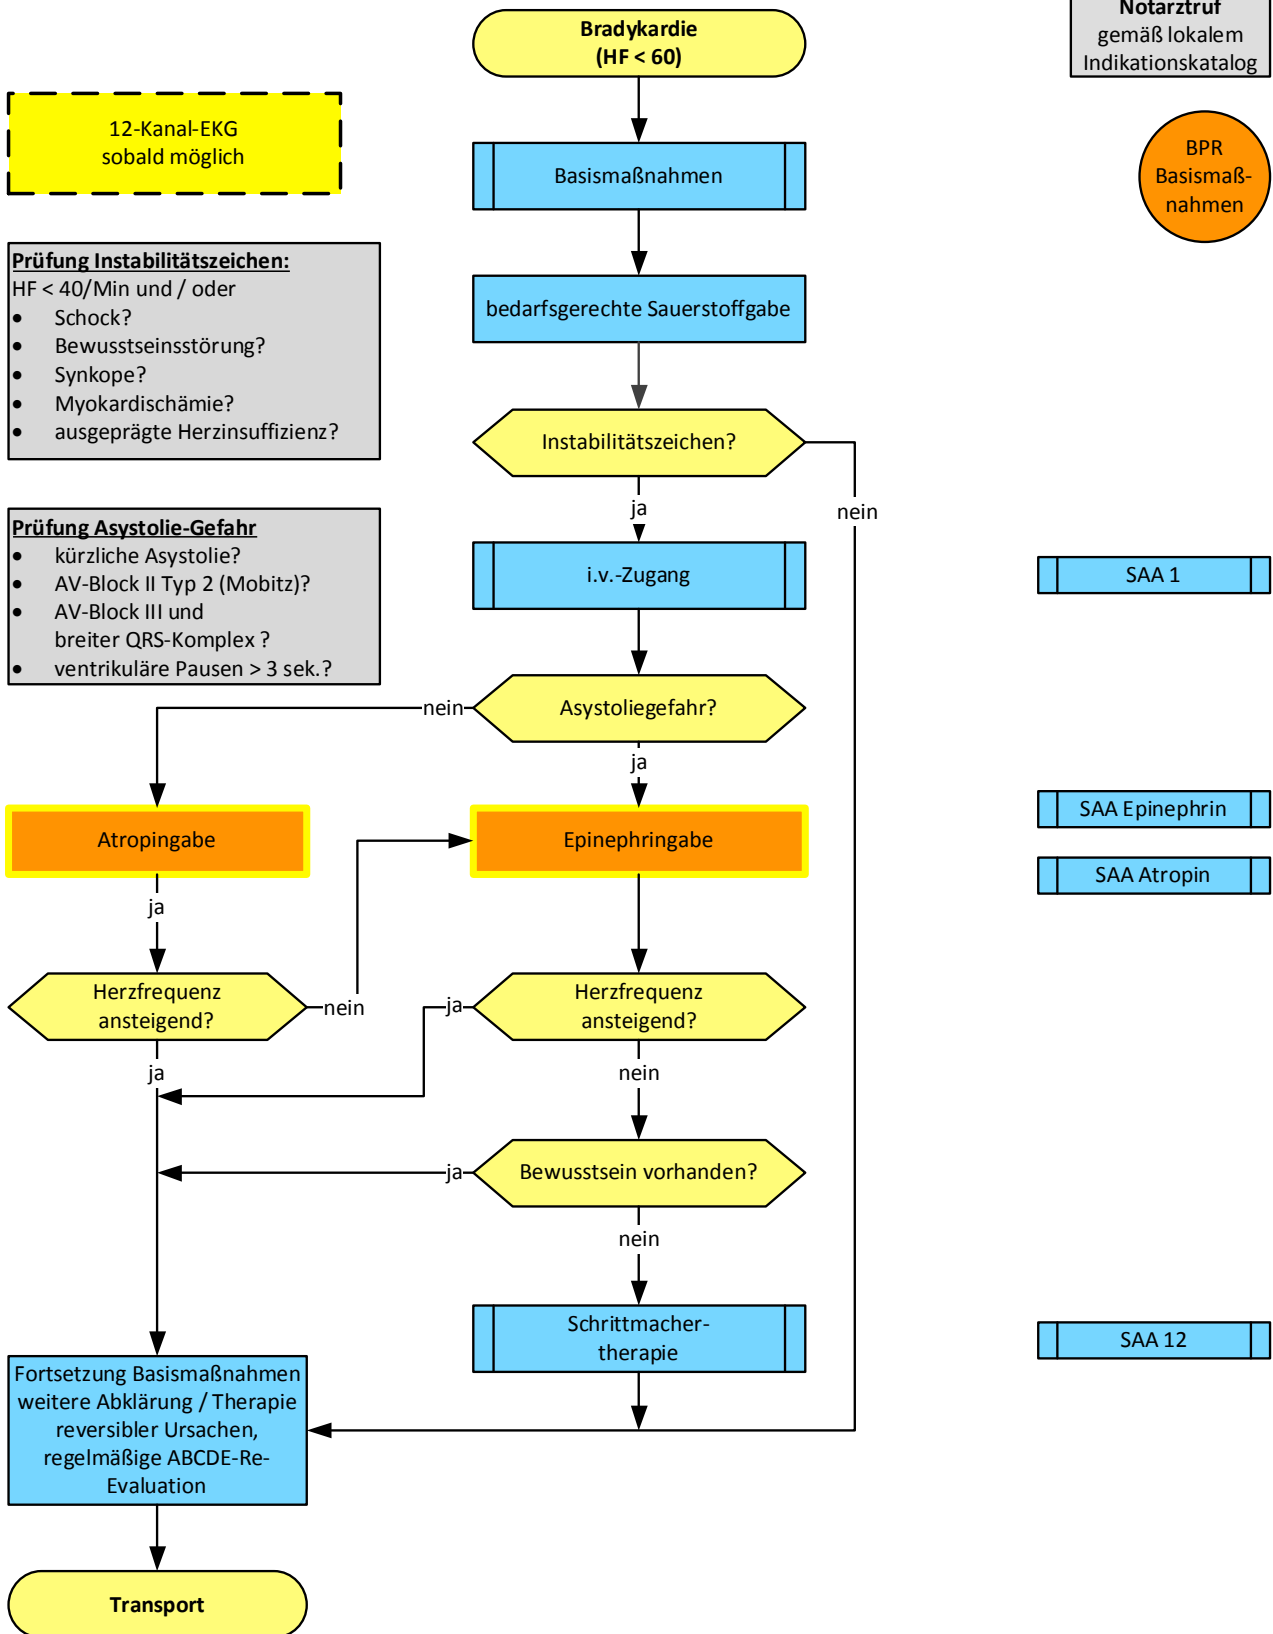 Bradykardie
(HF < 60)
Notarztruf
gemäß lokalem
Indikationskatalog
12-Kanal-EKG
sobald möglich
BPR
Basismaß-
nahmen
Basismaßnahmen
Prüfung Instabilitätszeichen:
HF < 40/Min und / oder
• Schock?
• Bewusstseinsstörung?
• Synkope?
• Myokardischämie?
• ausgeprägte Herzinsuffizienz?
bedarfsgerechte Sauerstoffgabe
Instabilitätszeichen?
ja
nein
Prüfung Asystolie-Gefahr
• kürzliche Asystolie?
• AV-Block II Typ 2 (Mobitz)?
• AV-Block III und
breiter QRS-Komplex ?
• ventrikuläre Pausen > 3 sek.?
i.v.-Zugang
SAA 1
nein
Asystoliegefahr?
ja
Atropingabe
Epinephringabe
SAA Epinephrin
SAA Atropin
ja
Herzfrequenz
ansteigend?
nein
ja
Herzfrequenz
ansteigend?
ja
nein
ja
Bewusstsein vorhanden?
nein
Schrittmacher-
therapie
SAA 12
Fortsetzung Basismaßnahmen
weitere Abklärung / Therapie
reversibler Ursachen,
regelmäßige ABCDE-Re-
Evaluation
Transport